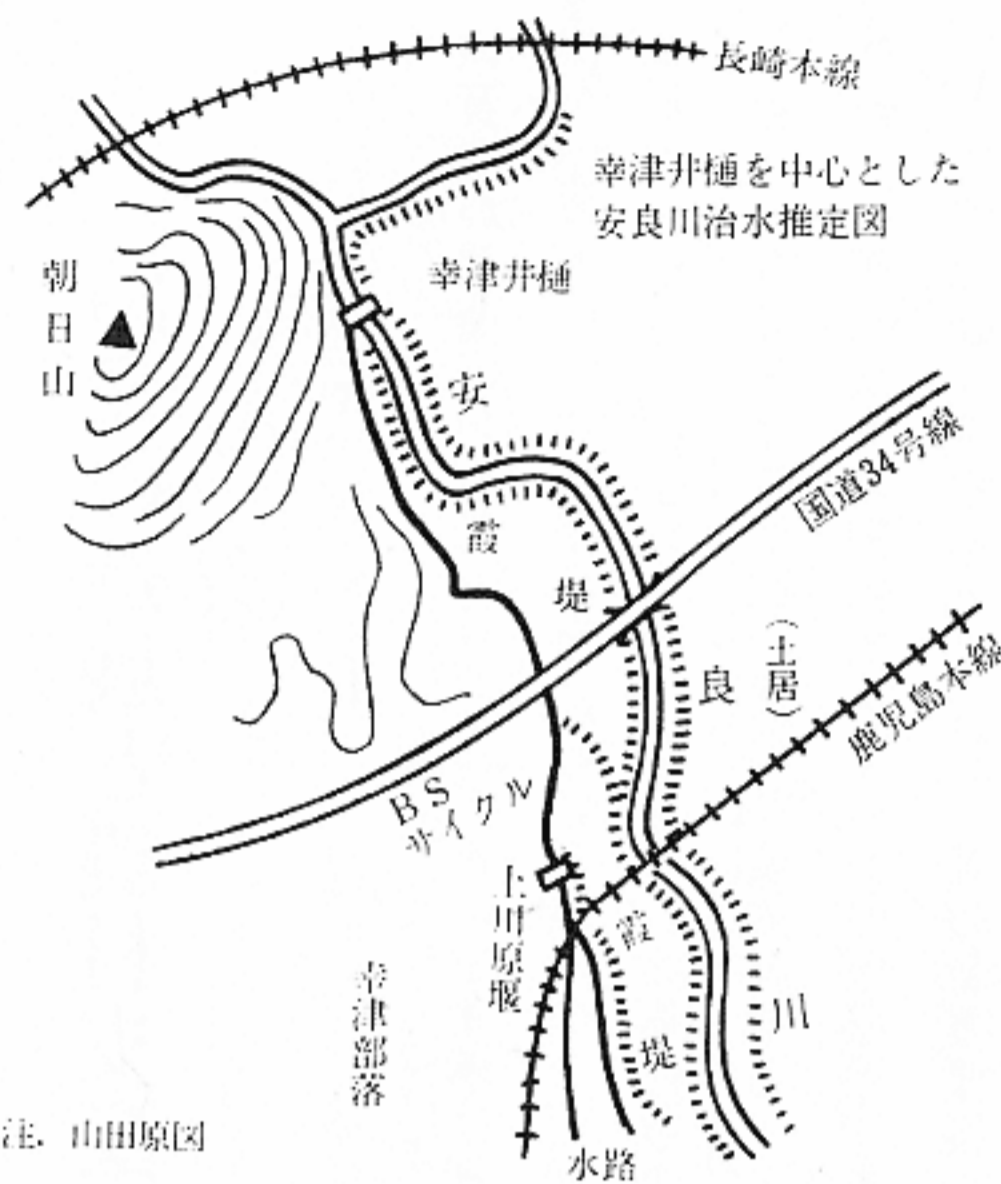 長崎本線
幸津井樋を中心とした
安良川治水推定図
朝日山
幸津井樋
安
国道34号線
霞
堤
良
(土居)
鹿児島本線
BS
サイクル
上川原堰
霞
川
幸津部落
堤
注．山田原図
水路